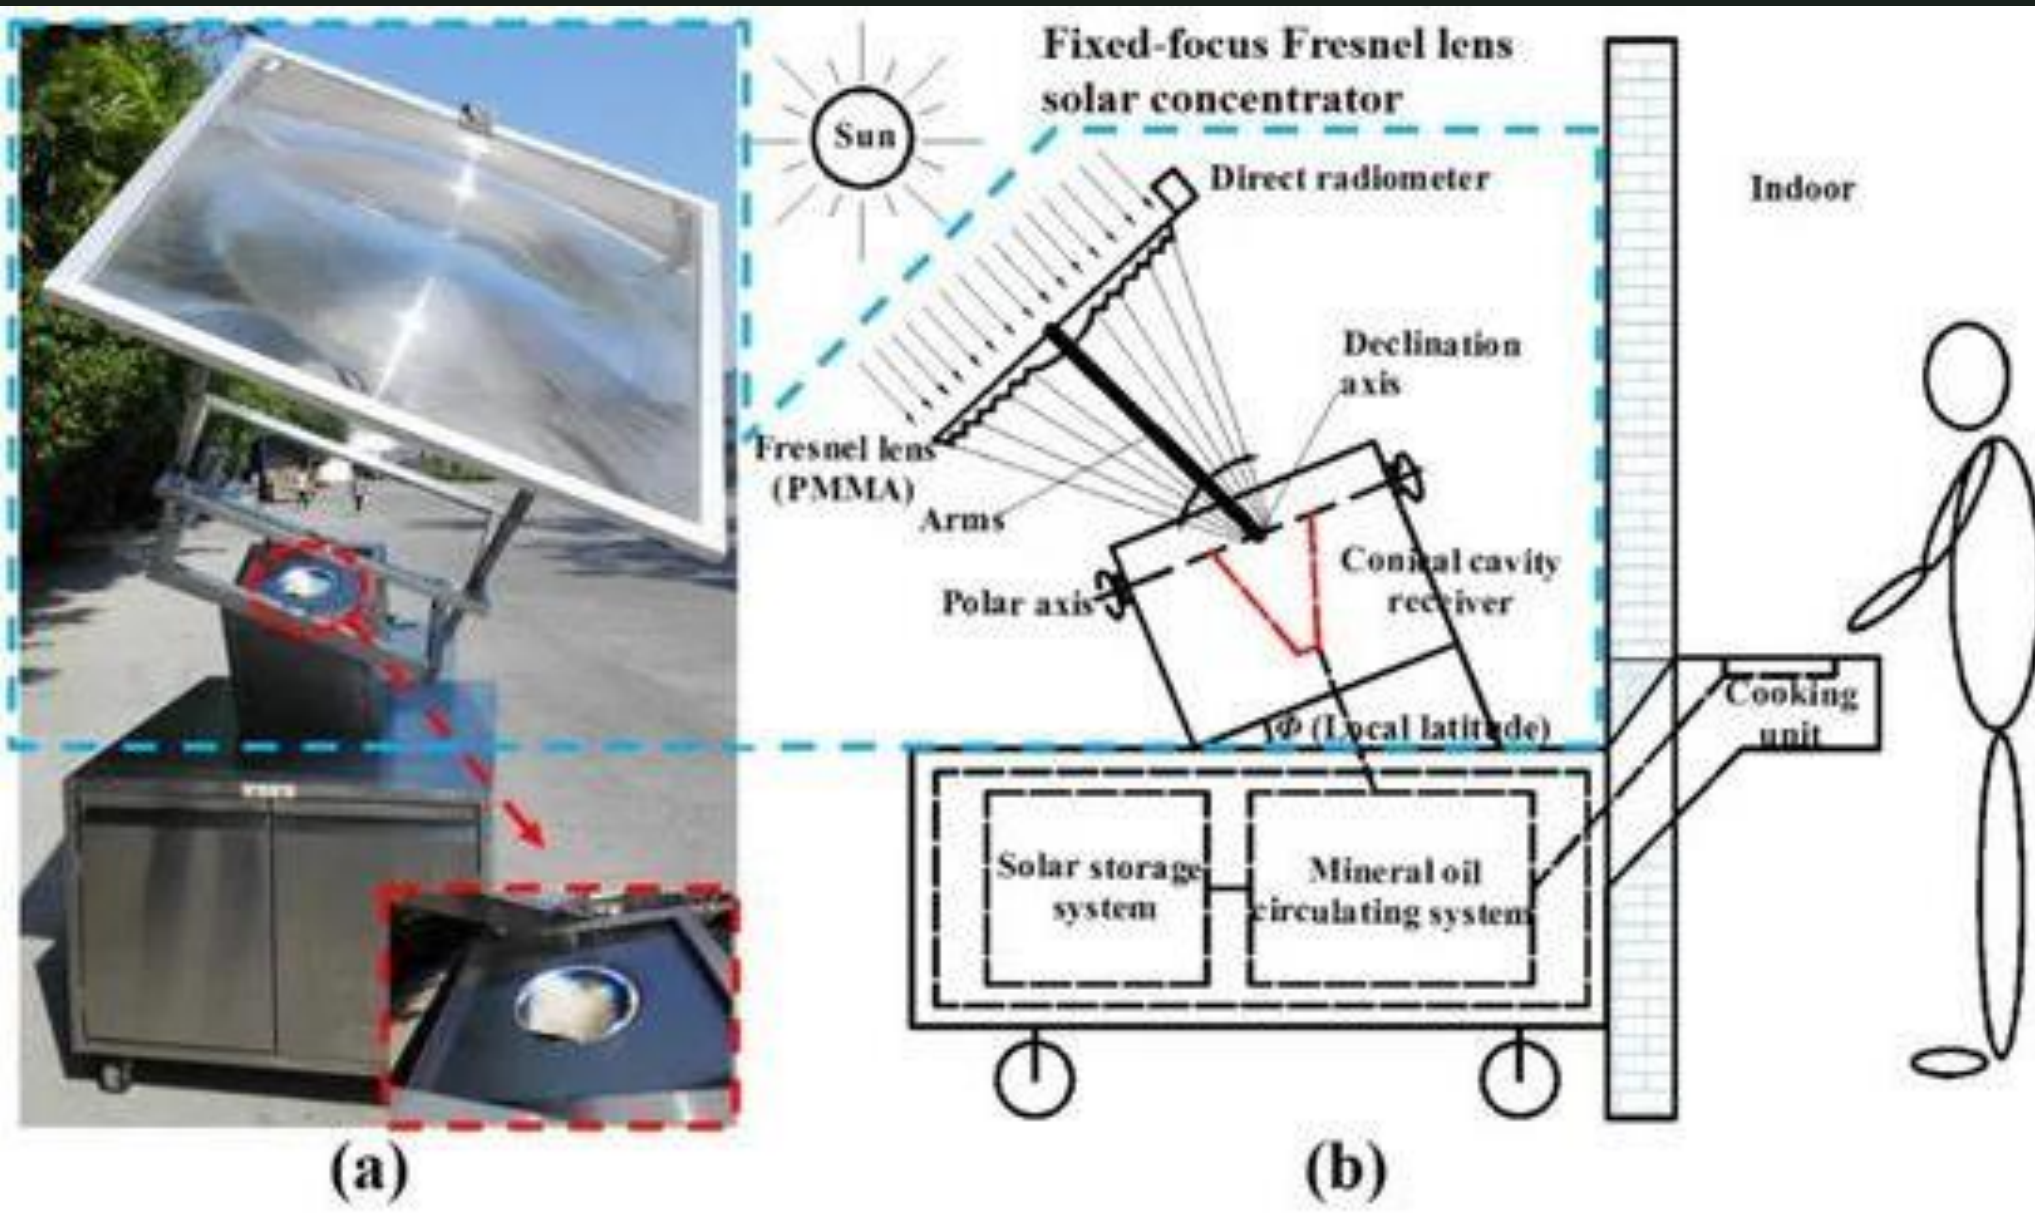 Fixed-focus Fresnel lens
solar concentrator
Sun
Direct radiometer
Indoor
Declination
axis
Fresnel lens
(PMMA)
Arms
Conical cavity
receiver
Polar axis
Φ (Local latitude)
Cooking
unit
Solar storage
system
Mineral oil
circulating system
(a)
(b)